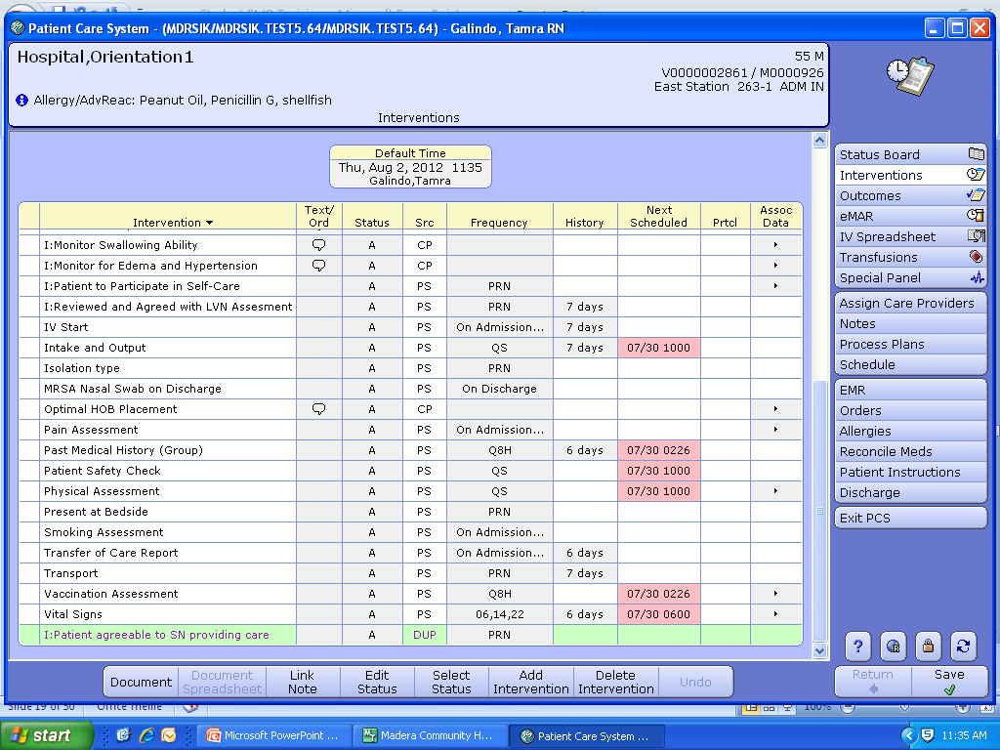 Patient Care System - (MDRSIK/MDRSIK.TEST5.64/MDRSIK.TEST5.64) - Galindo, Tamra RN
Hospital,Orientation1
55 M
V0000002861 / M0000926
East Station 263-1 ADM IN
Allergy/AdvReac: Peanut Oil, Penicillin G, shellfish
Interventions
Default Time
Thu, Aug 2, 2012 1135
Galindo,Tamra
Intervention Text/ Ord Status Src Frequency History Next Scheduled Prtcl Assoc Data
I:Monitor Swallowing Ability A CP
I:Monitor for Edema and Hypertension A CP
I:Patient to Participate in Self-Care A PS PRN
I:Reviewed and Agreed with LVN Assesment A PS PRN 7 days
IV Start A PS On Admission... 7 days
Intake and Output A PS QS 7 days 07/30 1000
Isolation type A PS PRN
MRSA Nasal Swab on Discharge A PS On Discharge
Optimal HOB Placement A CP
Pain Assessment A PS On Admission...
Past Medical History (Group) A PS Q8H 6 days 07/30 0226
Patient Safety Check A PS QS 07/30 1000
Physical Assessment A PS QS 07/30 1000
Present at Bedside A PS PRN
Smoking Assessment A PS On Admission...
Transfer of Care Report A PS On Admission... 6 days
Transport A PS PRN 7 days
Vaccination Assessment A PS Q8H 07/30 0226
Vital Signs A PS 06,14,22 6 days 07/30 0600
I:Patient agreeable to SN providing care A DUP PRN
Status Board
Interventions
Outcomes
eMAR
IV Spreadsheet
Transfusions
Special Panel
Assign Care Providers
Notes
Process Plans
Schedule
EMR
Orders
Allergies
Reconcile Meds
Patient Instructions
Discharge
Exit PCS
?
Document
Document Spreadsheet
Link Note
Edit Status
Select Status
Add Intervention
Delete Intervention
Undo
Return
Save
Slide 19 of 50 Office Theme 100%
start
Microsoft PowerPoint ...
Madera Community H...
Patient Care System ...
11:35 AM